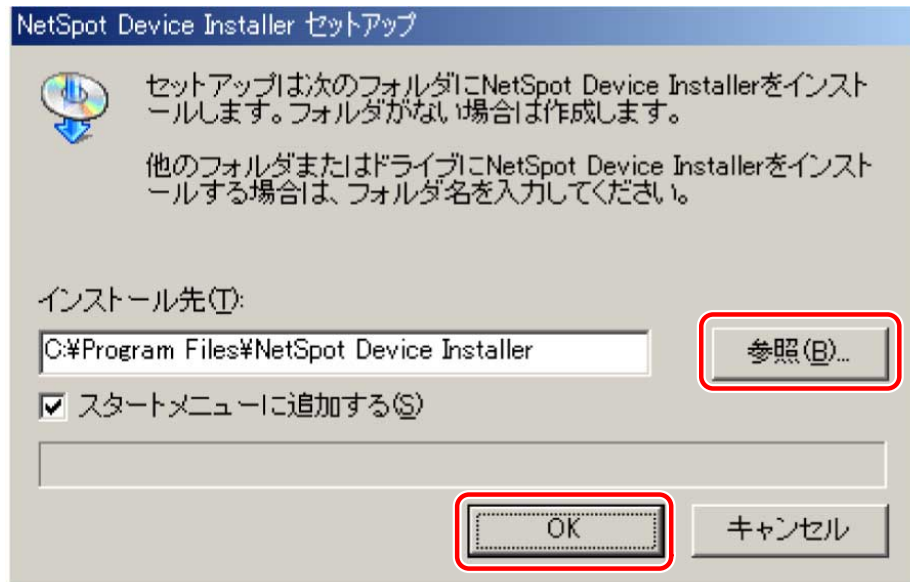 NetSpot Device Installer セットアップ
セットアップは次のフォルダにNetSpot Device Installerをインスト
ールします。フォルダがない場合は作成します。
他のフォルダまたはドライブにNetSpot Device Installerをインスト
ールする場合は、フォルダ名を入力してください。
インストール先(T):
C:¥Program Files¥NetSpot Device Installer
参照(B)...
スタートメニューに追加する(S)
OK
キャンセル